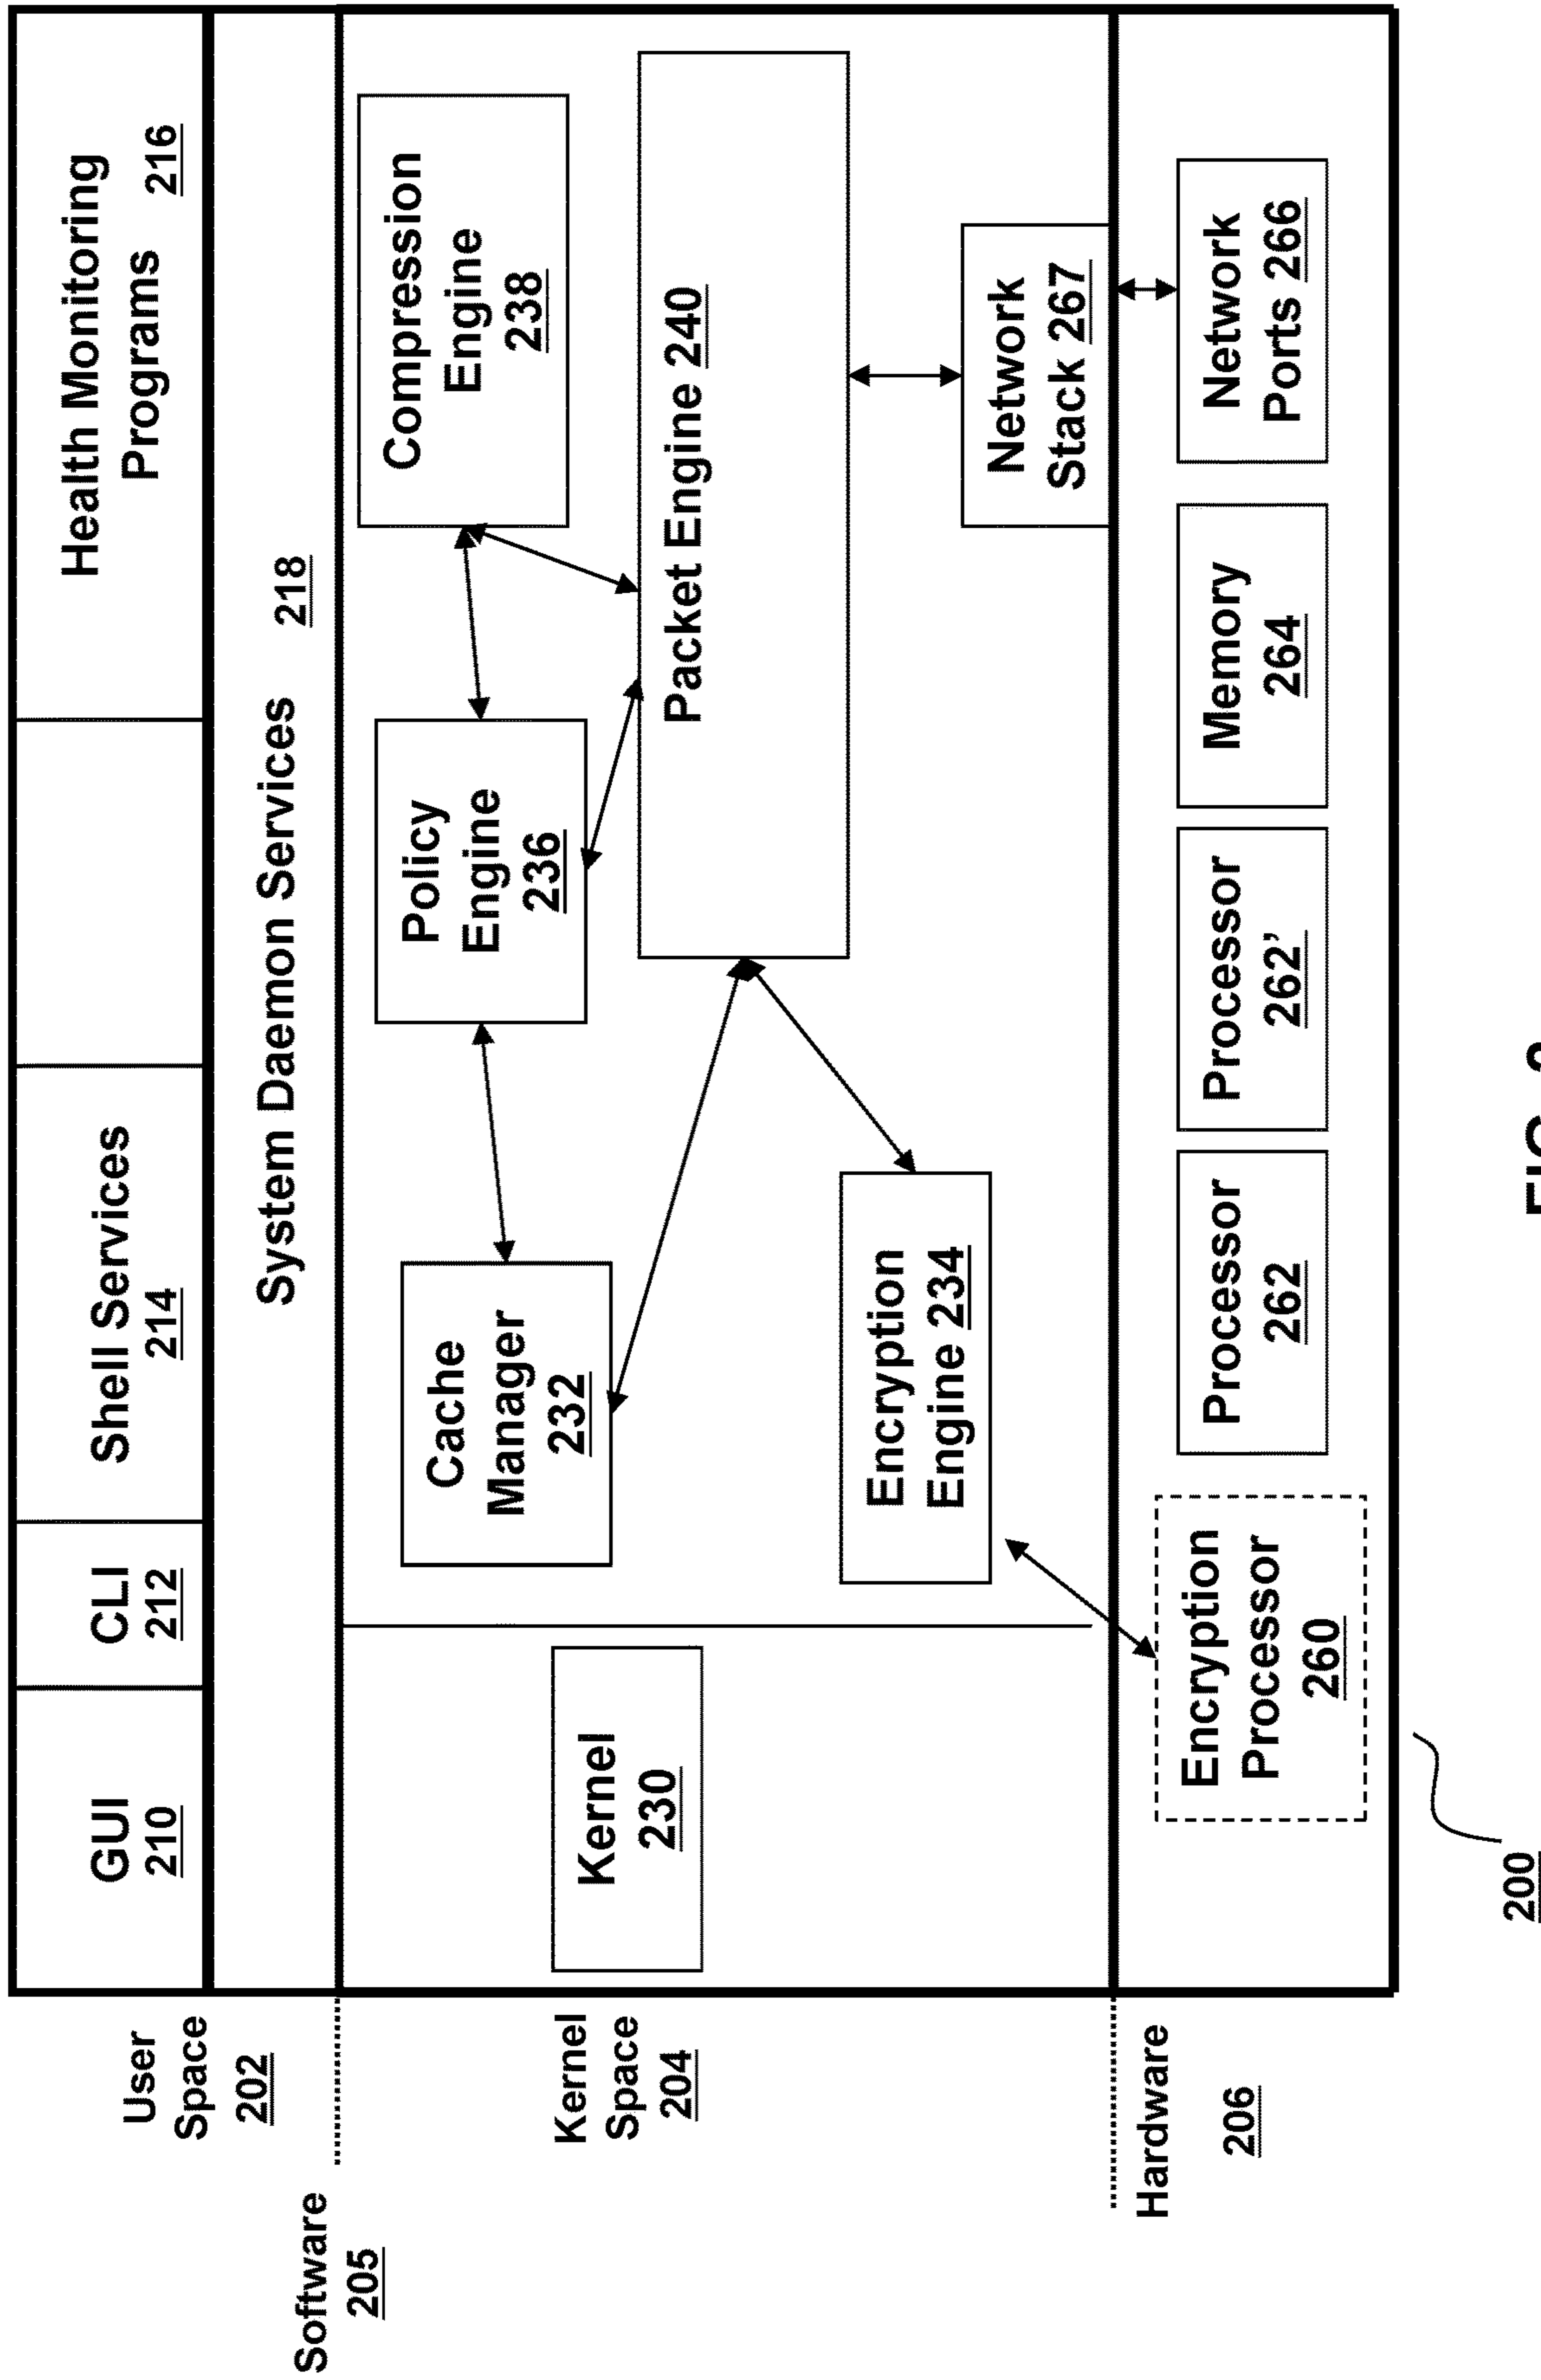 User
Space
202
GUI
210
CLI
212
Shell Services
214
Health Monitoring
Programs 216
System Daemon Services 218
Software
205
Kernel
Space
204
Kernel
230
Cache
Manager
232
Policy
Engine
236
Compression
Engine
238
Packet Engine 240
Encryption
Engine 234
Network
Stack 267
Hardware
206
Encryption
Processor
260
Processor
262
Processor
262’
Memory
264
Network
Ports 266
200